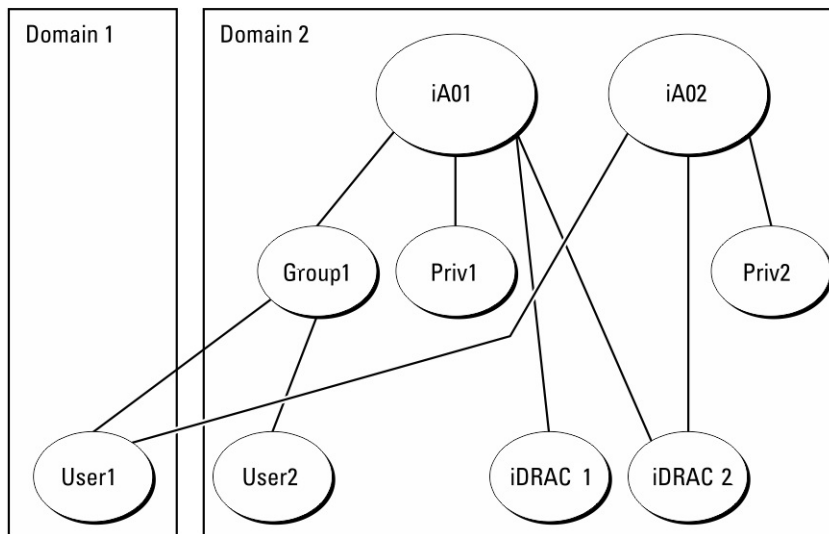 Domain 1
Domain 2
iA01
iA02
Group1
Priv1
Priv2
User1
User2
iDRAC 1
iDRAC 2